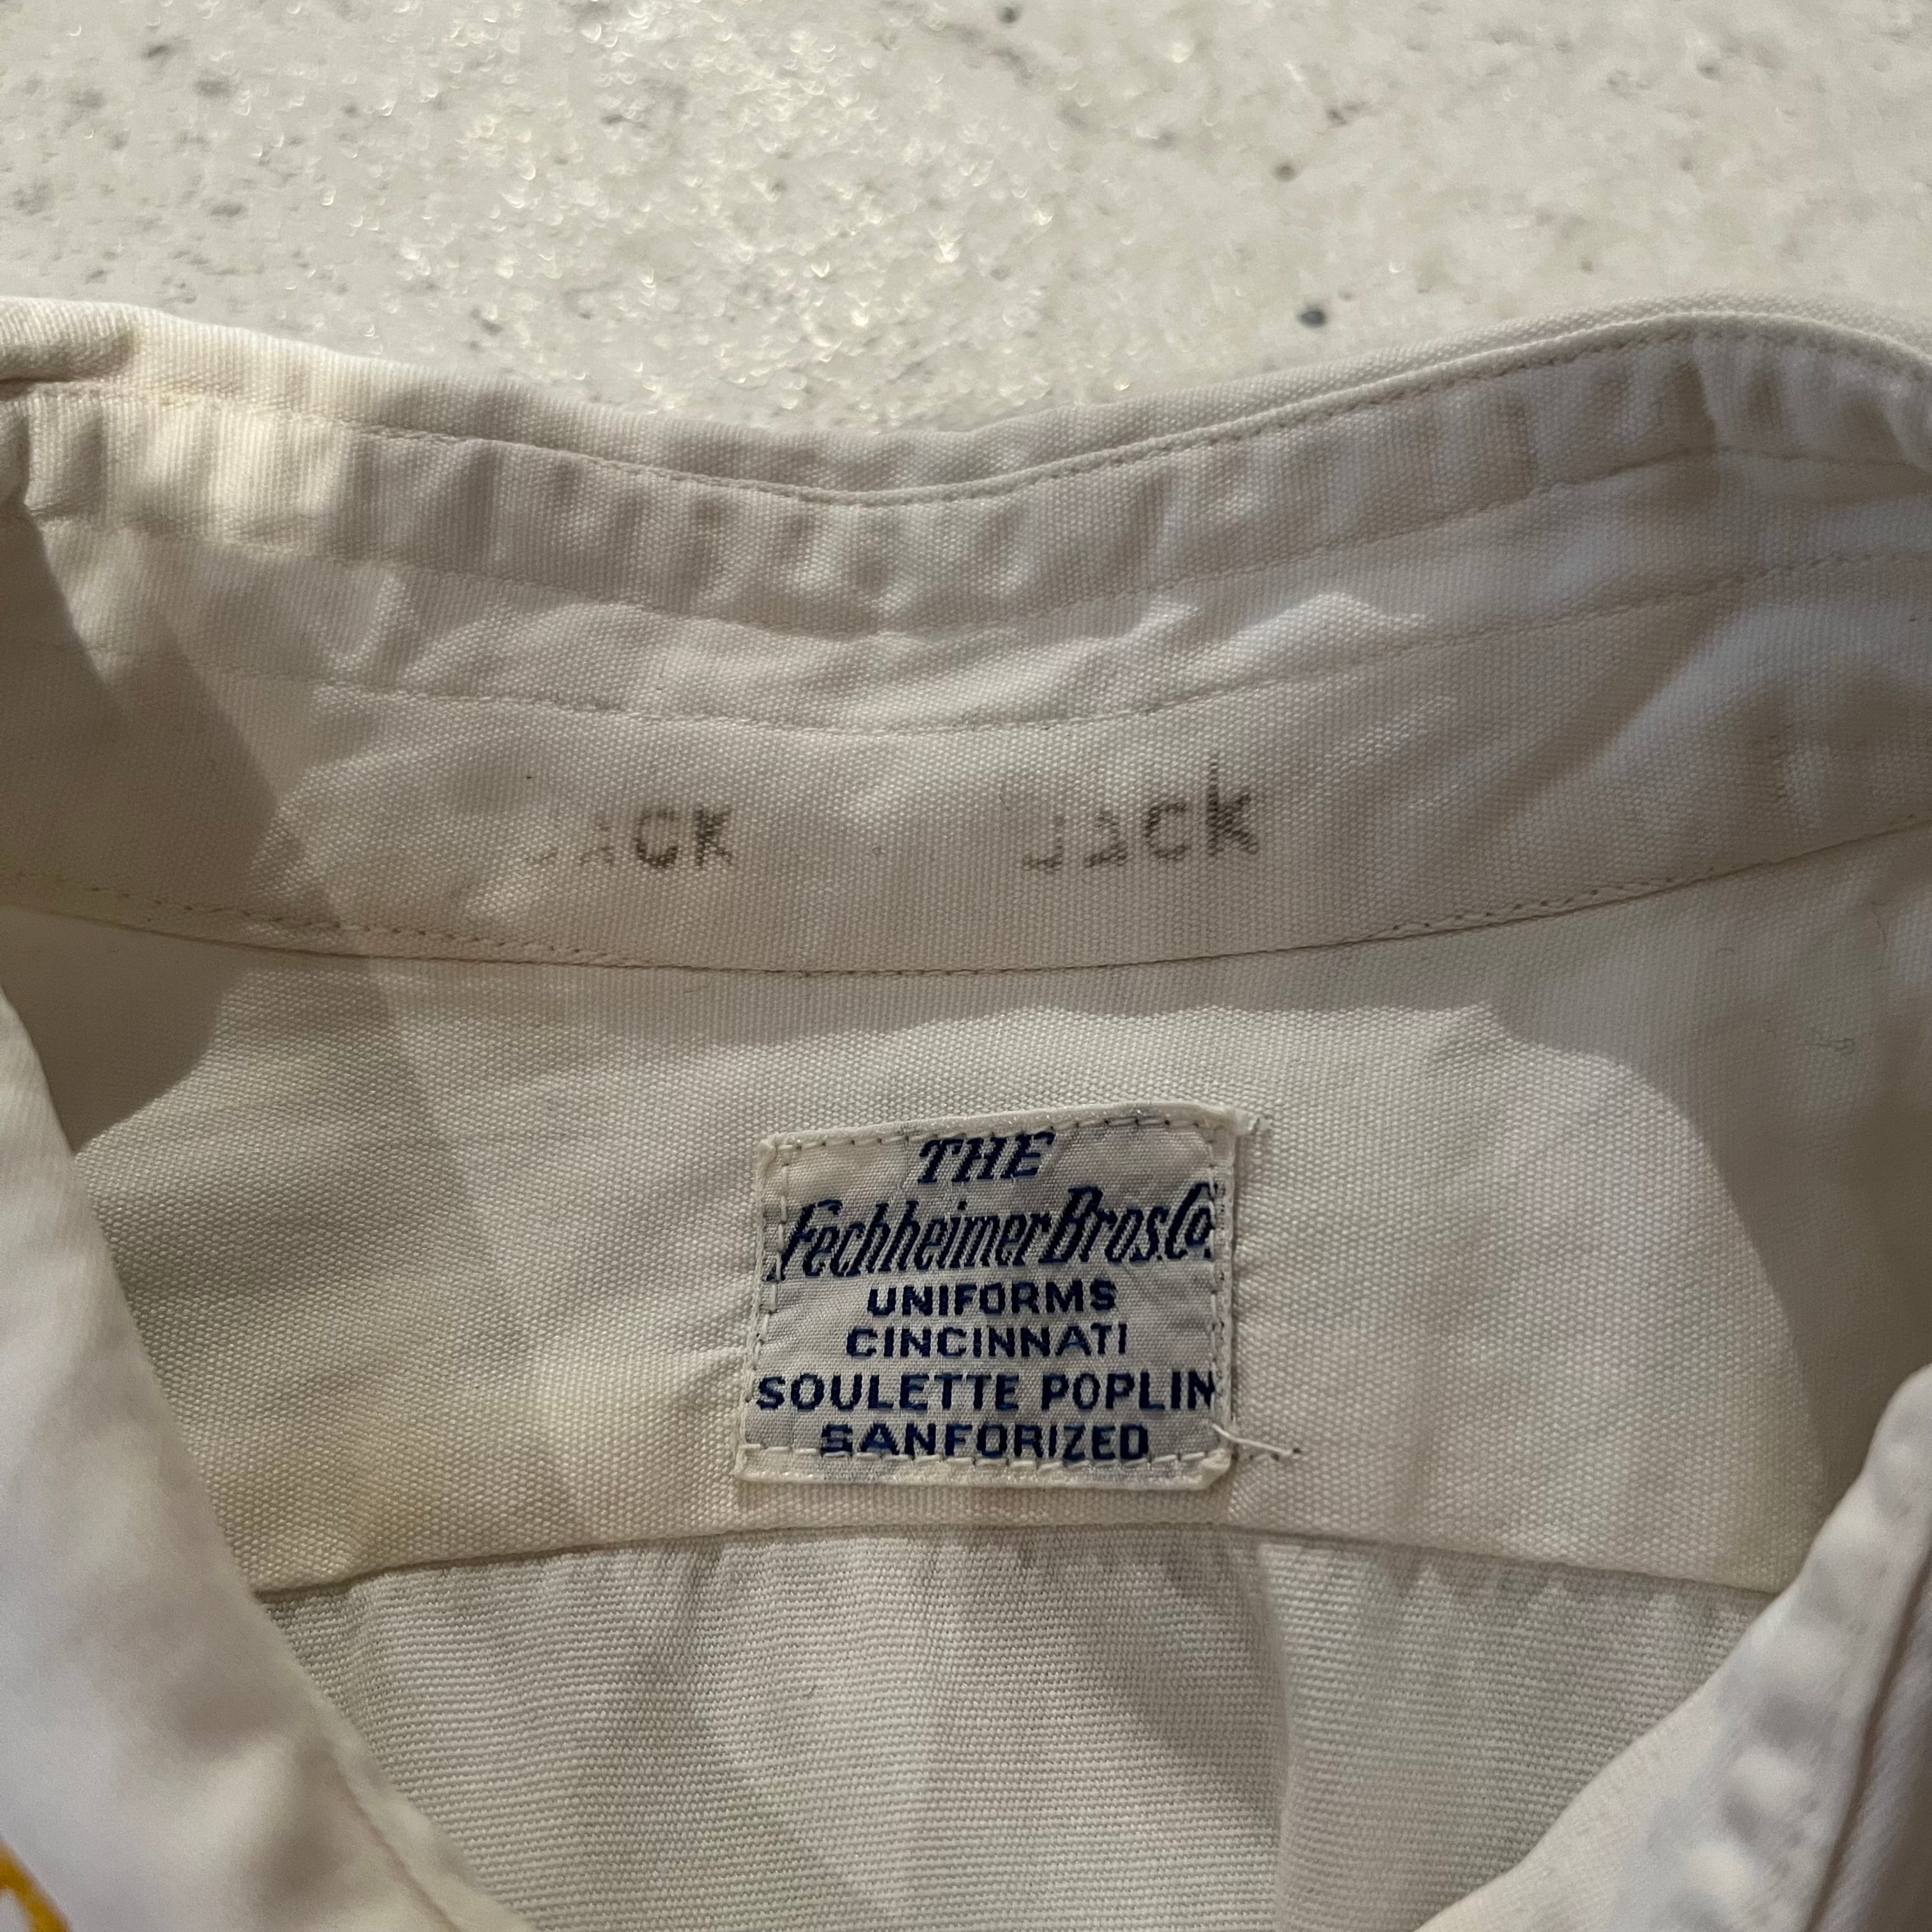 JACK Jack
THE
Fechheimer Bros. Co.
UNIFORMS
CINCINNATI
SOULETTE POPLIN
SANFORIZED